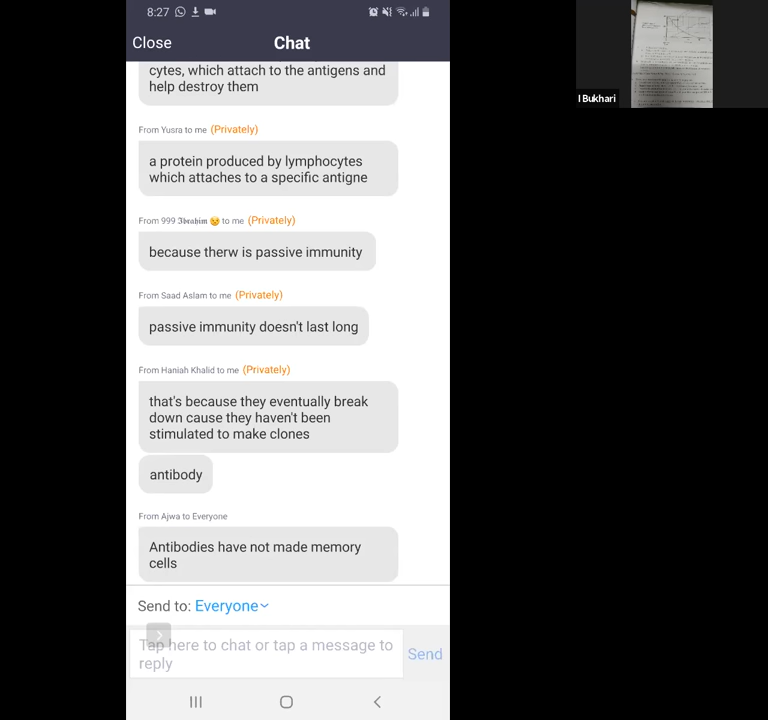 8:27
Close Chat
cytes, which attach to the antigens and
help destroy them
From Yusra to me (Privately)
a protein produced by lymphocytes
which attaches to a specific antigne
From 999 𝕴𝖇𝖗𝖆𝖍𝖎𝖒 😉 to me (Privately)
because therw is passive immunity
From Saad Aslam to me (Privately)
passive immunity doesn't last long
From Haniah Khalid to me (Privately)
that's because they eventually break
down cause they haven't been
stimulated to make clones
antibody
From Ajwa to Everyone
Antibodies have not made memory
cells
Send to: Everyone
Tap here to chat or tap a message to
reply
Send
I Bukhari